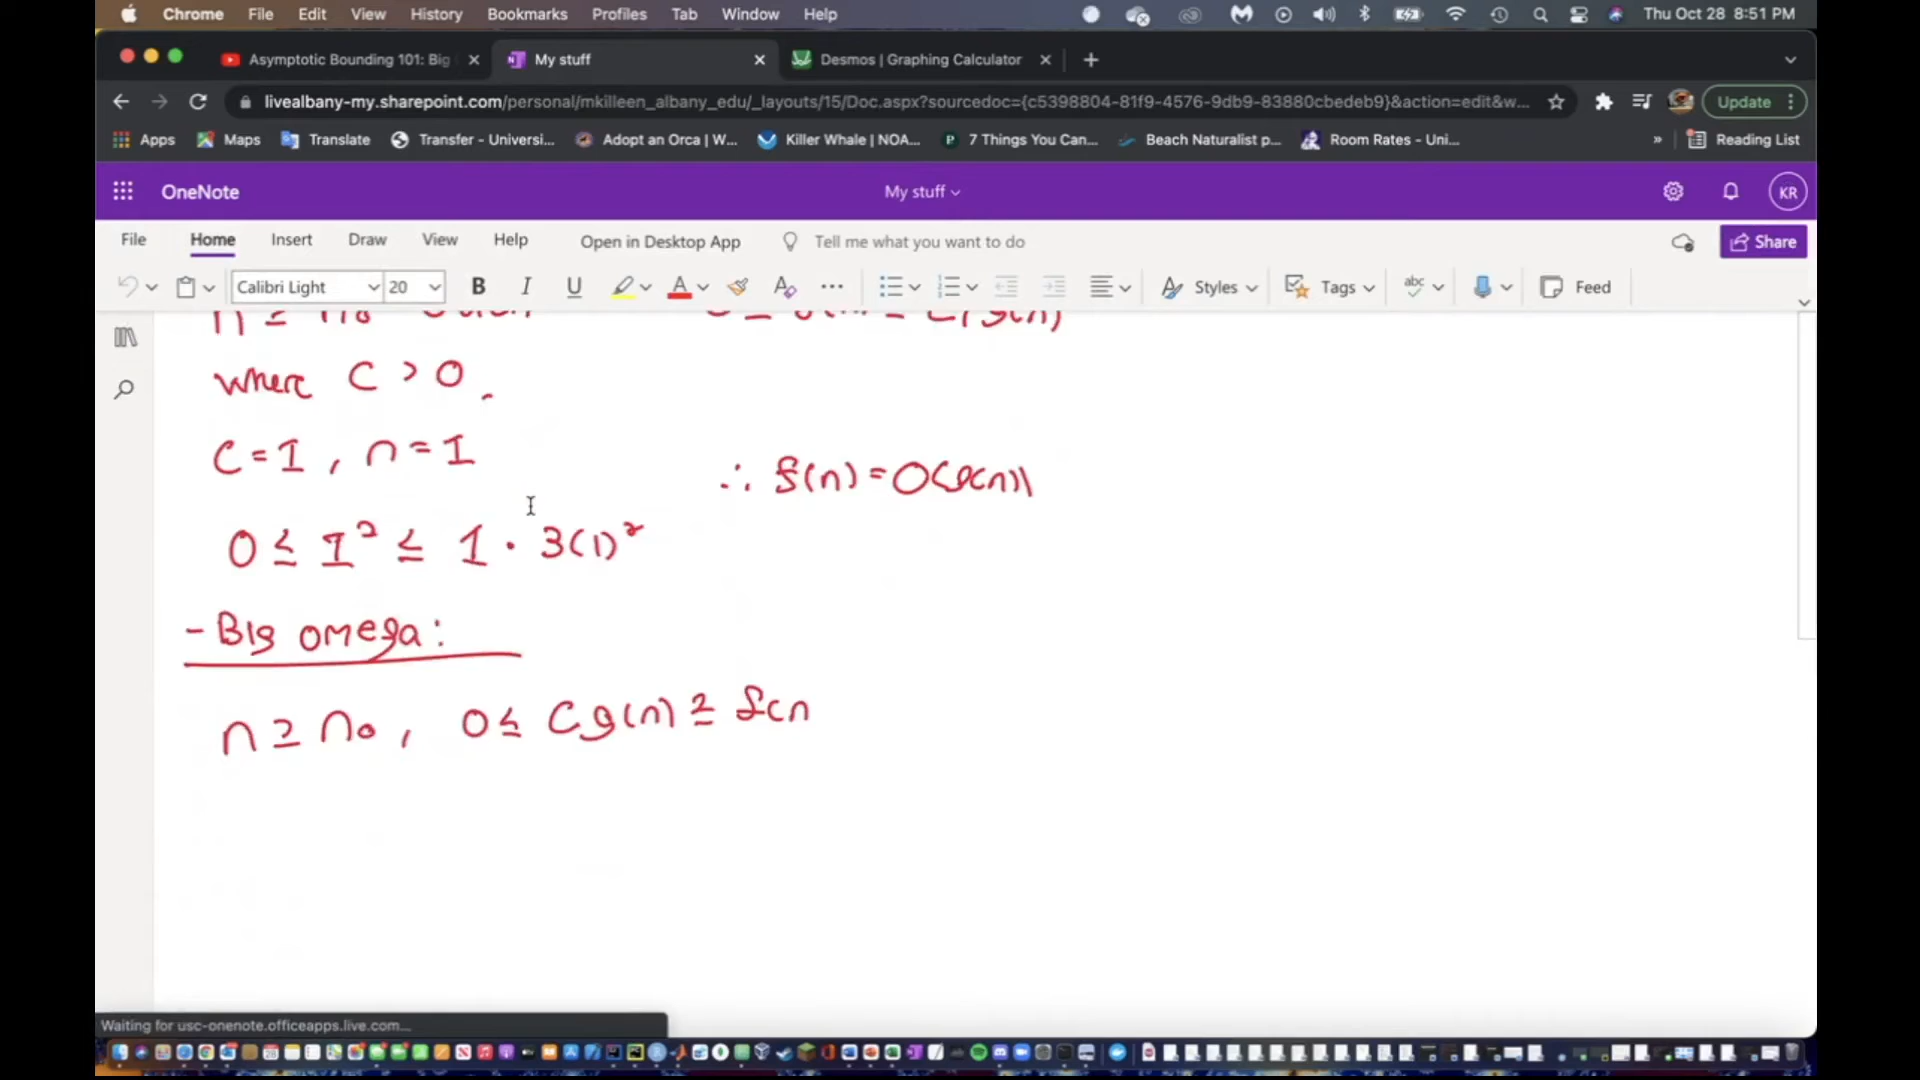 Chrome File Edit View History Bookmarks Profiles Tab Window Help Thu Oct 28 8:51 PM
Asymptotic Bounding 101: Big My stuff Desmos | Graphing Calculator
livealbany-my.sharepoint.com/personal/mkilleen_albany_edu/_layouts/15/Doc.aspx?sourcedoc={c5398804-81f9-4576-9db9-83880cbedeb9}&action=edit&w... Update
Apps Maps Translate Transfer - Universi... Adopt an Orca | W... Killer Whale | NOA... 7 Things You Can... Beach Naturalist p... Room Rates - Uni... » Reading List
OneNote My stuff KR
File Home Insert Draw View Help Open in Desktop App Tell me what you want to do Share
Calibri Light 20 B I U A Styles Tags abc Feed
where C > 0.
C = 1, n = 1
∴ f(n) = O(g(n))
0 ≤ 1² ≤ 1 · 3(1)²
- Big omega:
n ≥ n₀, 0 ≤ Cg(n) ≥ f(n
Waiting for usc-onenote.officeapps.live.com...